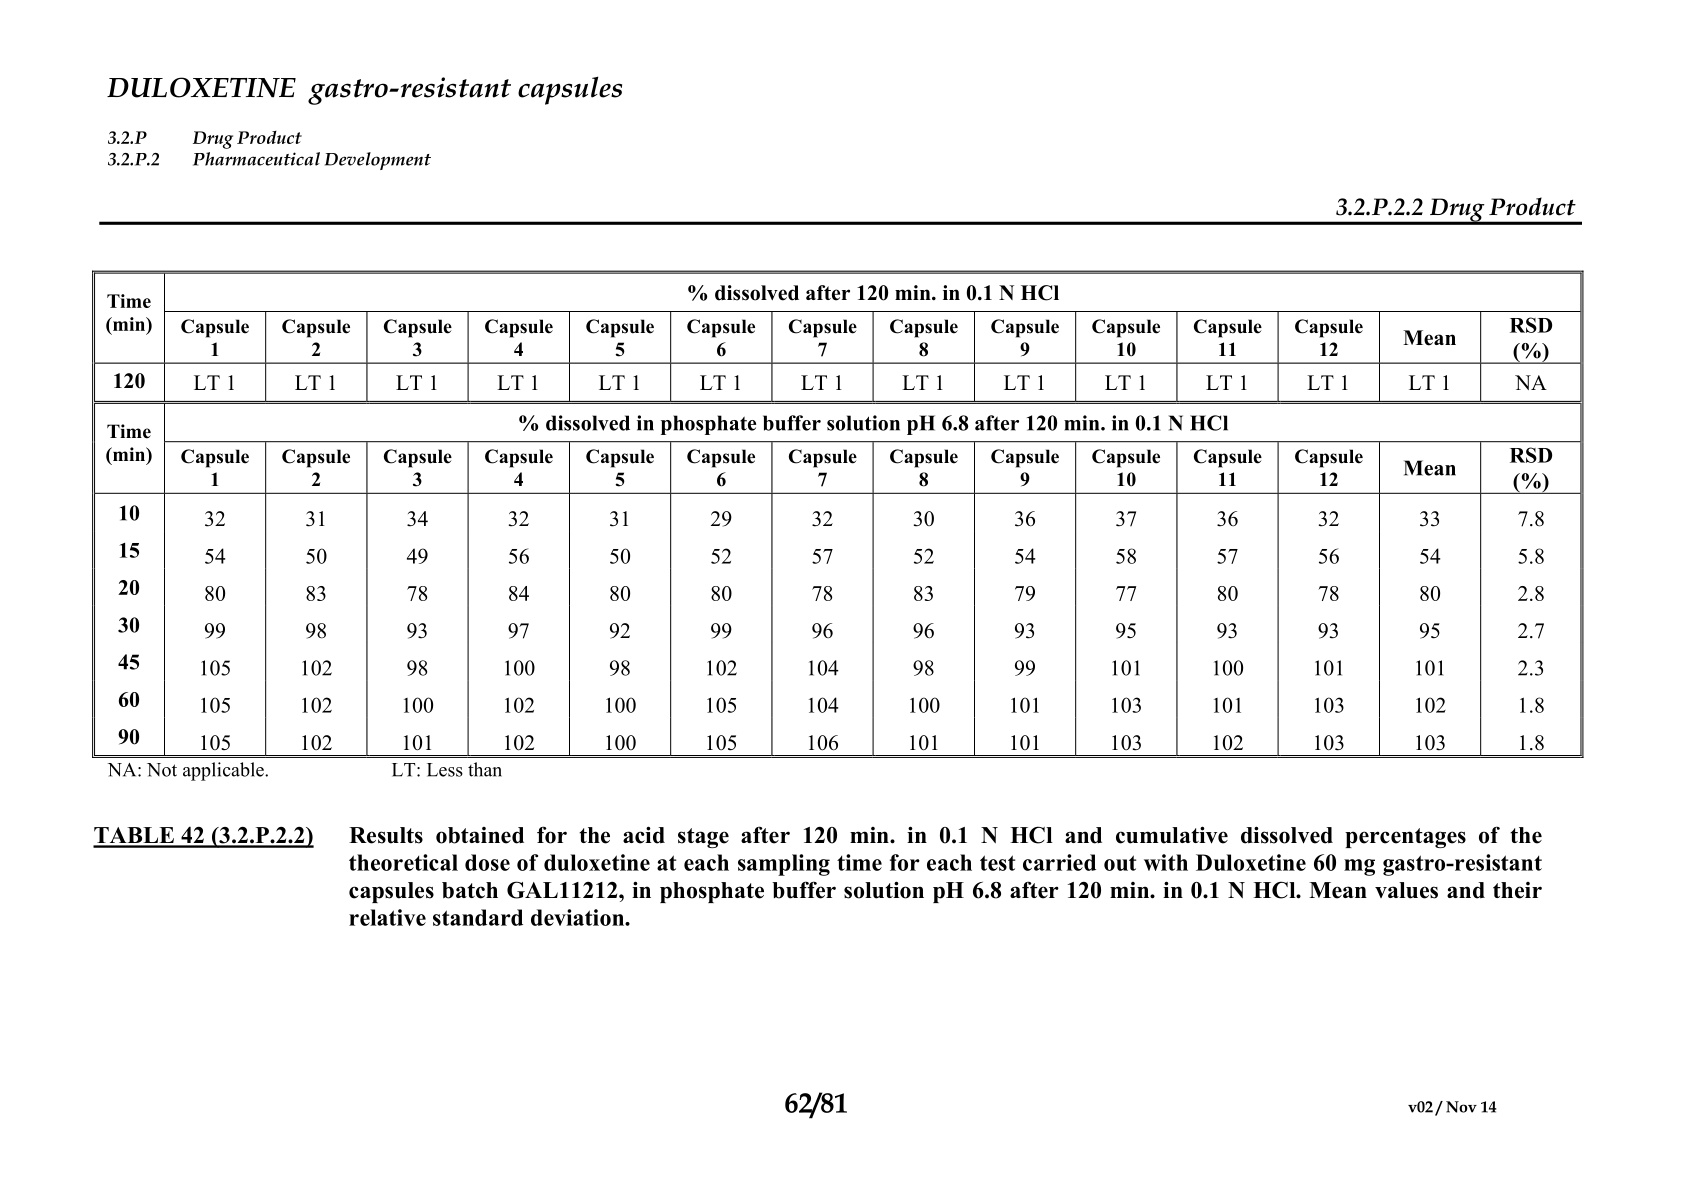 DULOXETINE gastro-resistant capsules
3.2.P Drug Product
3.2.P.2 Pharmaceutical Development
3.2.P.2.2 Drug Product
Time (min) % dissolved after 120 min. in 0.1 N HCl
Capsule 1 Capsule 2 Capsule 3 Capsule 4 Capsule 5 Capsule 6 Capsule 7 Capsule 8 Capsule 9 Capsule 10 Capsule 11 Capsule 12 Mean RSD (%)
120 LT 1 LT 1 LT 1 LT 1 LT 1 LT 1 LT 1 LT 1 LT 1 LT 1 LT 1 LT 1 LT 1 NA
Time (min) % dissolved in phosphate buffer solution pH 6.8 after 120 min. in 0.1 N HCl
Capsule 1 Capsule 2 Capsule 3 Capsule 4 Capsule 5 Capsule 6 Capsule 7 Capsule 8 Capsule 9 Capsule 10 Capsule 11 Capsule 12 Mean RSD (%)
10 32 31 34 32 31 29 32 30 36 37 36 32 33 7.8
15 54 50 49 56 50 52 57 52 54 58 57 56 54 5.8
20 80 83 78 84 80 80 78 83 79 77 80 78 80 2.8
30 99 98 93 97 92 99 96 96 93 95 93 93 95 2.7
45 105 102 98 100 98 102 104 98 99 101 100 101 101 2.3
60 105 102 100 102 100 105 104 100 101 103 101 103 102 1.8
90 105 102 101 102 100 105 106 101 101 103 102 103 103 1.8
NA: Not applicable. LT: Less than
TABLE 42 (3.2.P.2.2) Results obtained for the acid stage after 120 min. in 0.1 N HCl and cumulative dissolved percentages of the
theoretical dose of duloxetine at each sampling time for each test carried out with Duloxetine 60 mg gastro-resistant
capsules batch GAL11212, in phosphate buffer solution pH 6.8 after 120 min. in 0.1 N HCl. Mean values and their
relative standard deviation.
62/81
v02 / Nov 14